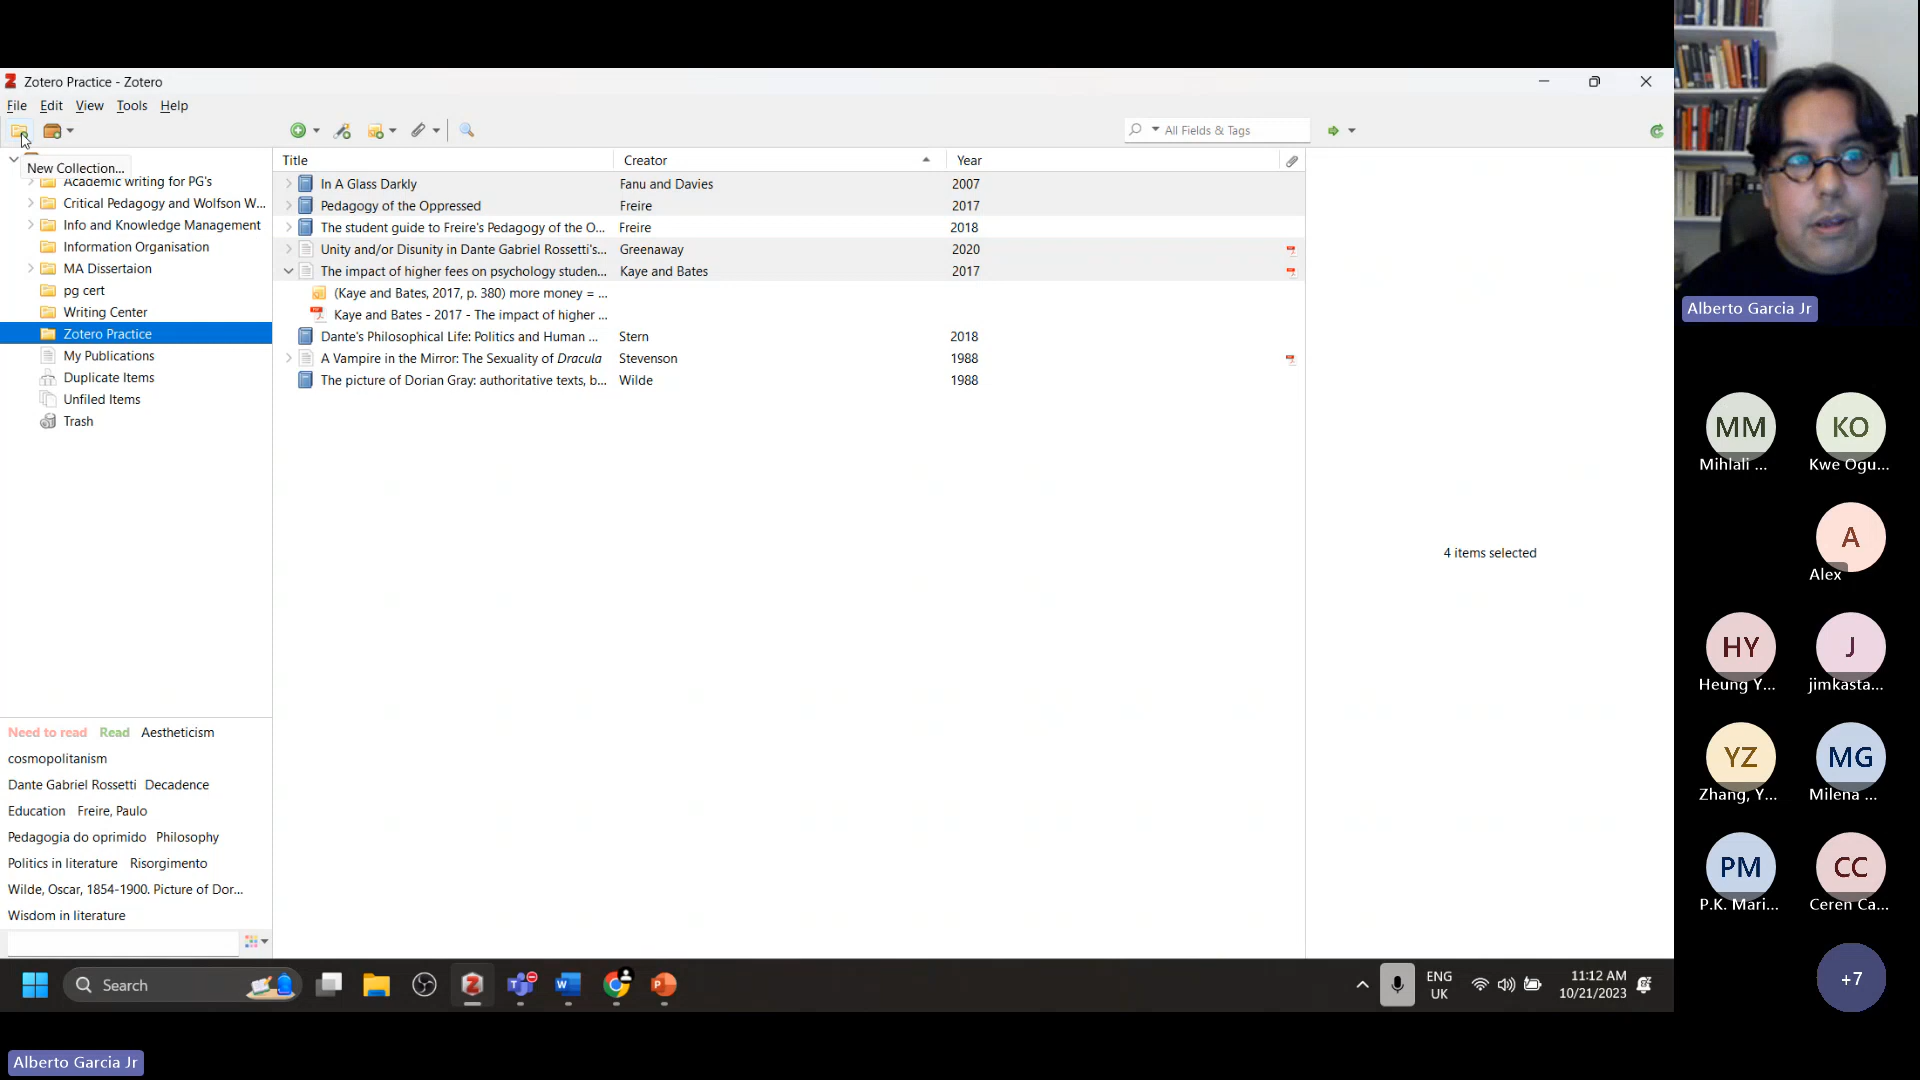 Zotero Practice - Zotero
File Edit View Tools Help
All Fields & Tags
New Collection...
Academic writing for PG's
Critical Pedagogy and Wolfson W...
Info and Knowledge Management
Information Organisation
MA Dissertaion
pg cert
Writing Center
Zotero Practice
My Publications
Duplicate Items
Unfiled Items
Trash
Title Creator Year
In A Glass Darkly Fanu and Davies 2007
Pedagogy of the Oppressed Freire 2017
The student guide to Freire's Pedagogy of the O... Freire 2018
Unity and/or Disunity in Dante Gabriel Rossetti's... Greenaway 2020
The impact of higher fees on psychology studen... Kaye and Bates 2017
(Kaye and Bates, 2017, p. 380) more money = ...
Kaye and Bates - 2017 - The impact of higher ...
Dante's Philosophical Life: Politics and Human ... Stern 2018
A Vampire in the Mirror: The Sexuality of Dracula Stevenson 1988
The picture of Dorian Gray: authoritative texts, b... Wilde 1988
4 items selected
Need to read Read Aestheticism
cosmopolitanism
Dante Gabriel Rossetti Decadence
Education Freire, Paulo
Pedagogia do oprimido Philosophy
Politics in literature Risorgimento
Wilde, Oscar, 1854-1900. Picture of Dor...
Wisdom in literature
Search
ENG
UK
11:12 AM
10/21/2023
Alberto Garcia Jr
Alberto Garcia Jr
MM KO
Mihlali ... Kwe Ogu...
A
Alex
HY J
Heung Y... jimkasta...
YZ MG
Zhang, Y... Milena ...
PM CC
P.K. Mari... Ceren Ca...
+7